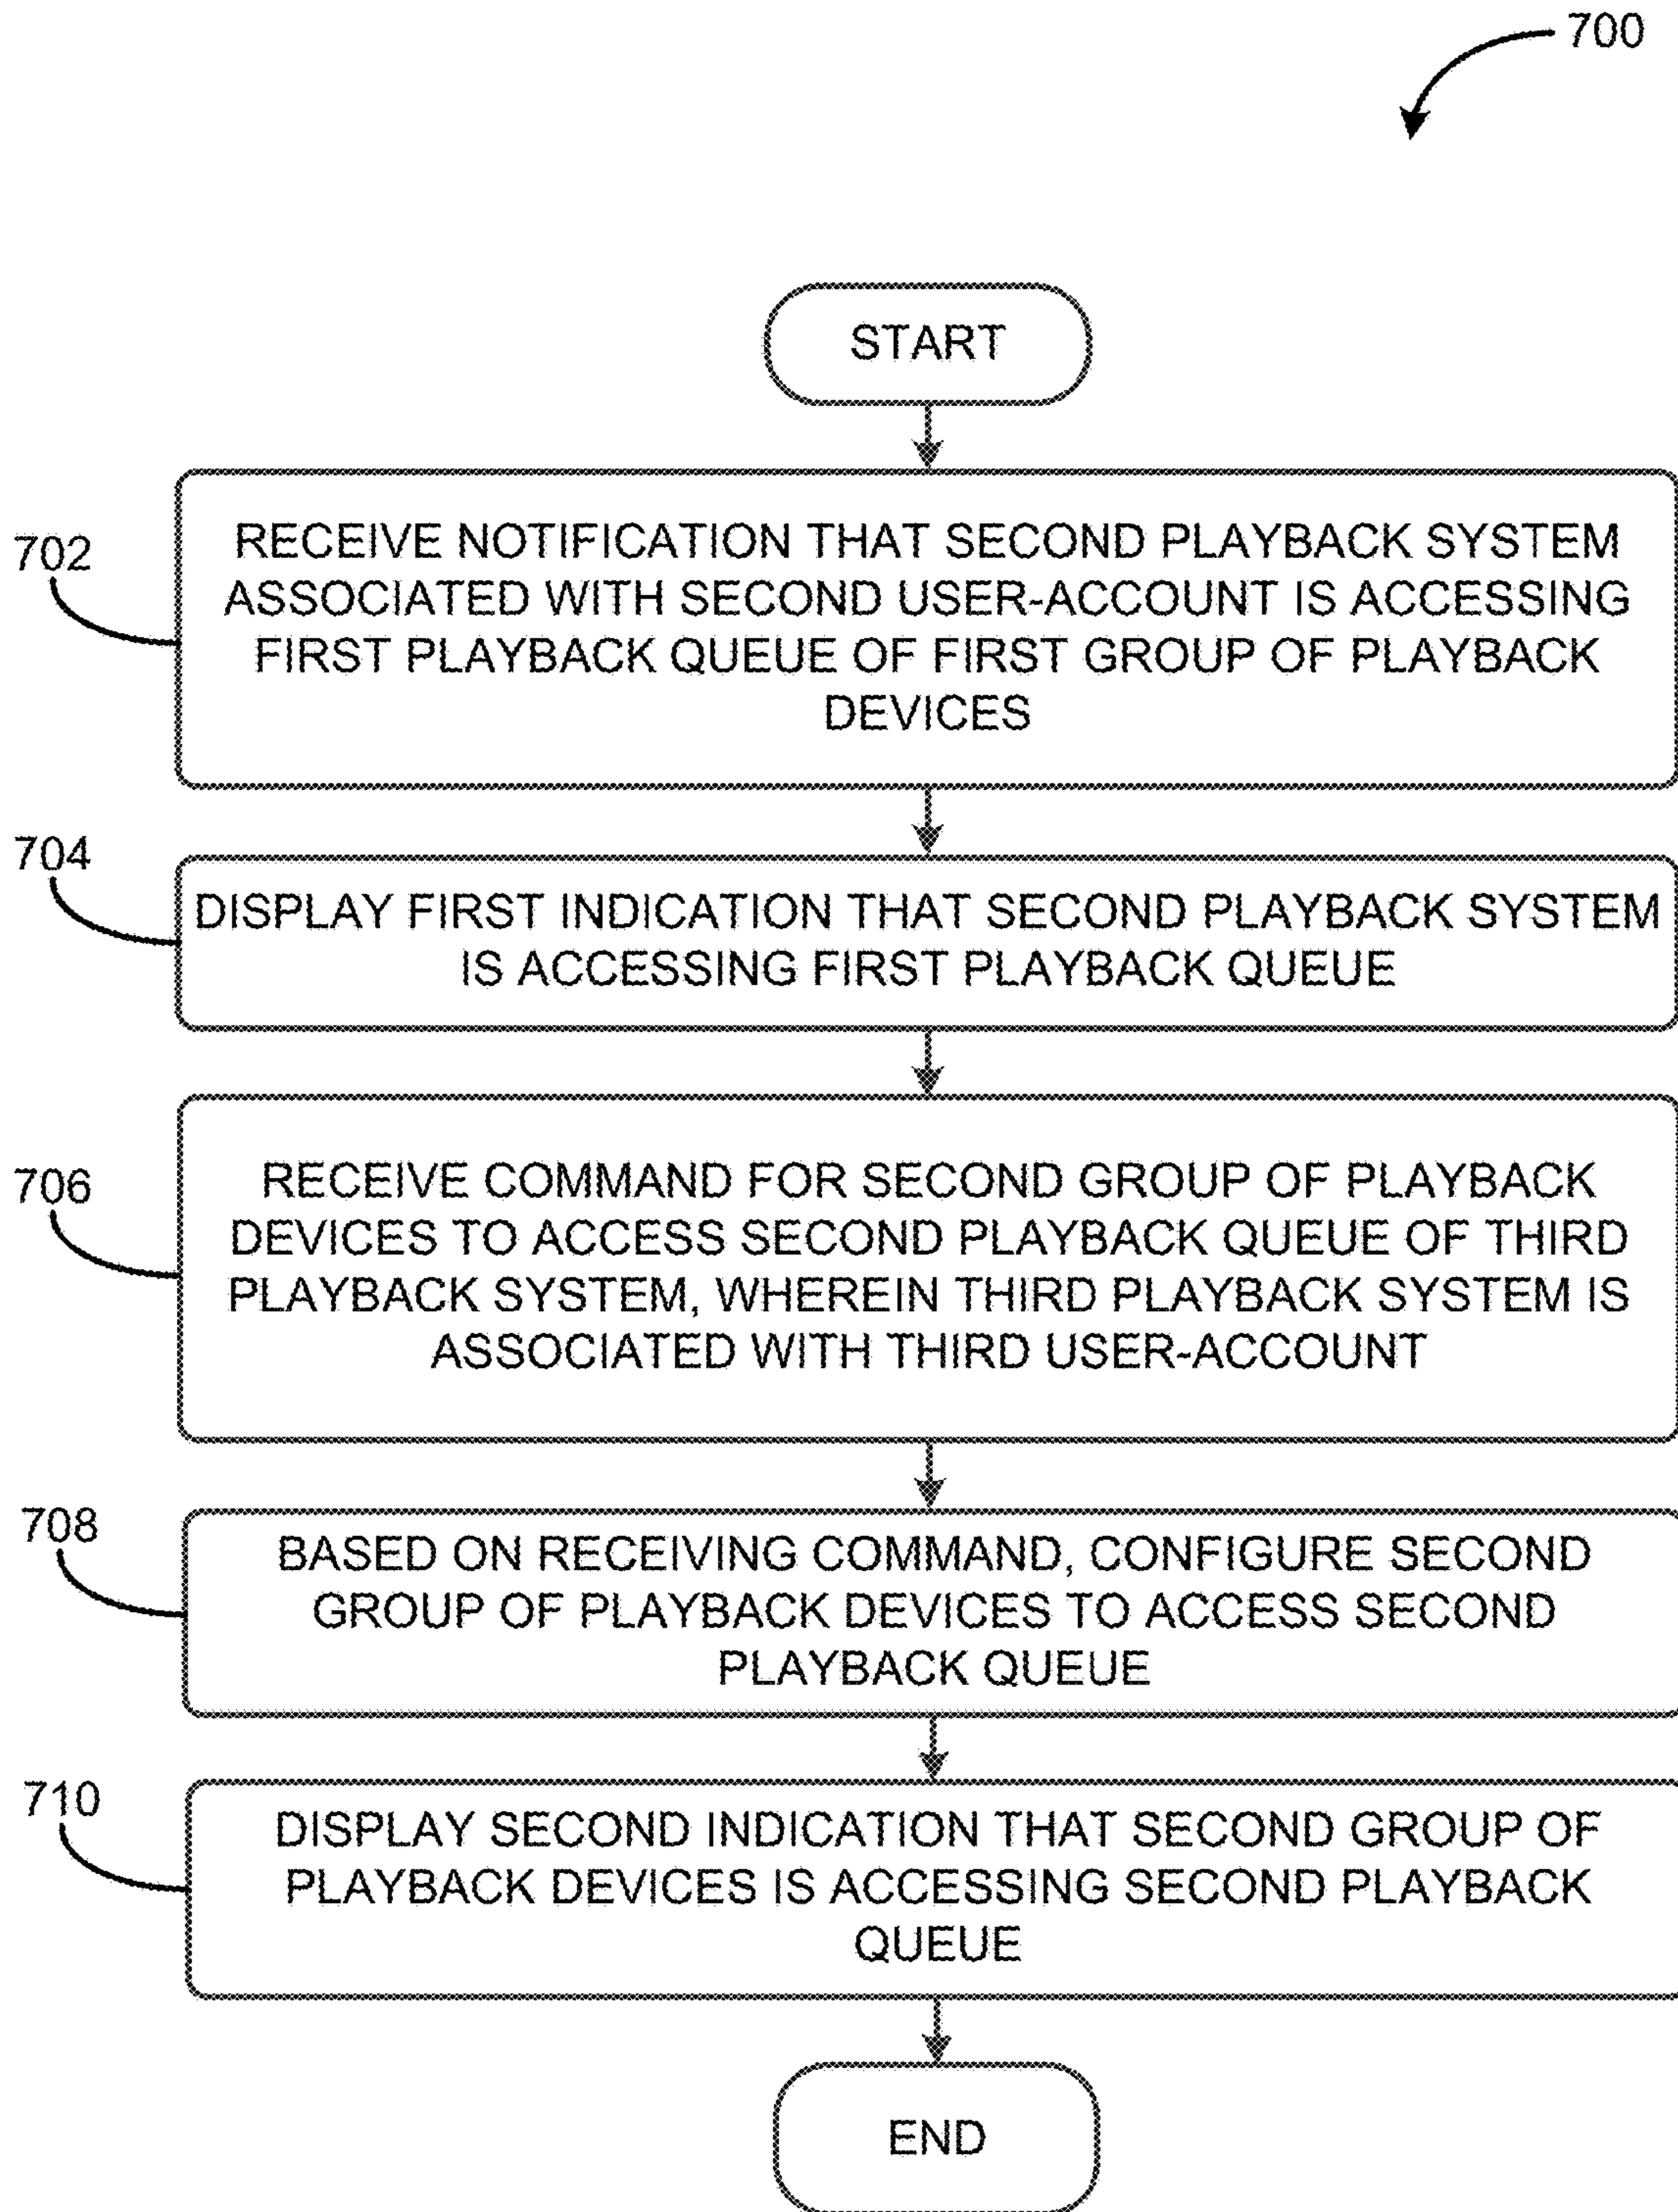 700
START
702
RECEIVE NOTIFICATION THAT SECOND PLAYBACK SYSTEM
ASSOCIATED WITH SECOND USER-ACCOUNT IS ACCESSING
FIRST PLAYBACK QUEUE OF FIRST GROUP OF PLAYBACK
DEVICES
704
DISPLAY FIRST INDICATION THAT SECOND PLAYBACK SYSTEM
IS ACCESSING FIRST PLAYBACK QUEUE
706
RECEIVE COMMAND FOR SECOND GROUP OF PLAYBACK
DEVICES TO ACCESS SECOND PLAYBACK QUEUE OF THIRD
PLAYBACK SYSTEM, WHEREIN THIRD PLAYBACK SYSTEM IS
ASSOCIATED WITH THIRD USER-ACCOUNT
708
BASED ON RECEIVING COMMAND, CONFIGURE SECOND
GROUP OF PLAYBACK DEVICES TO ACCESS SECOND
PLAYBACK QUEUE
710
DISPLAY SECOND INDICATION THAT SECOND GROUP OF
PLAYBACK DEVICES IS ACCESSING SECOND PLAYBACK
QUEUE
END